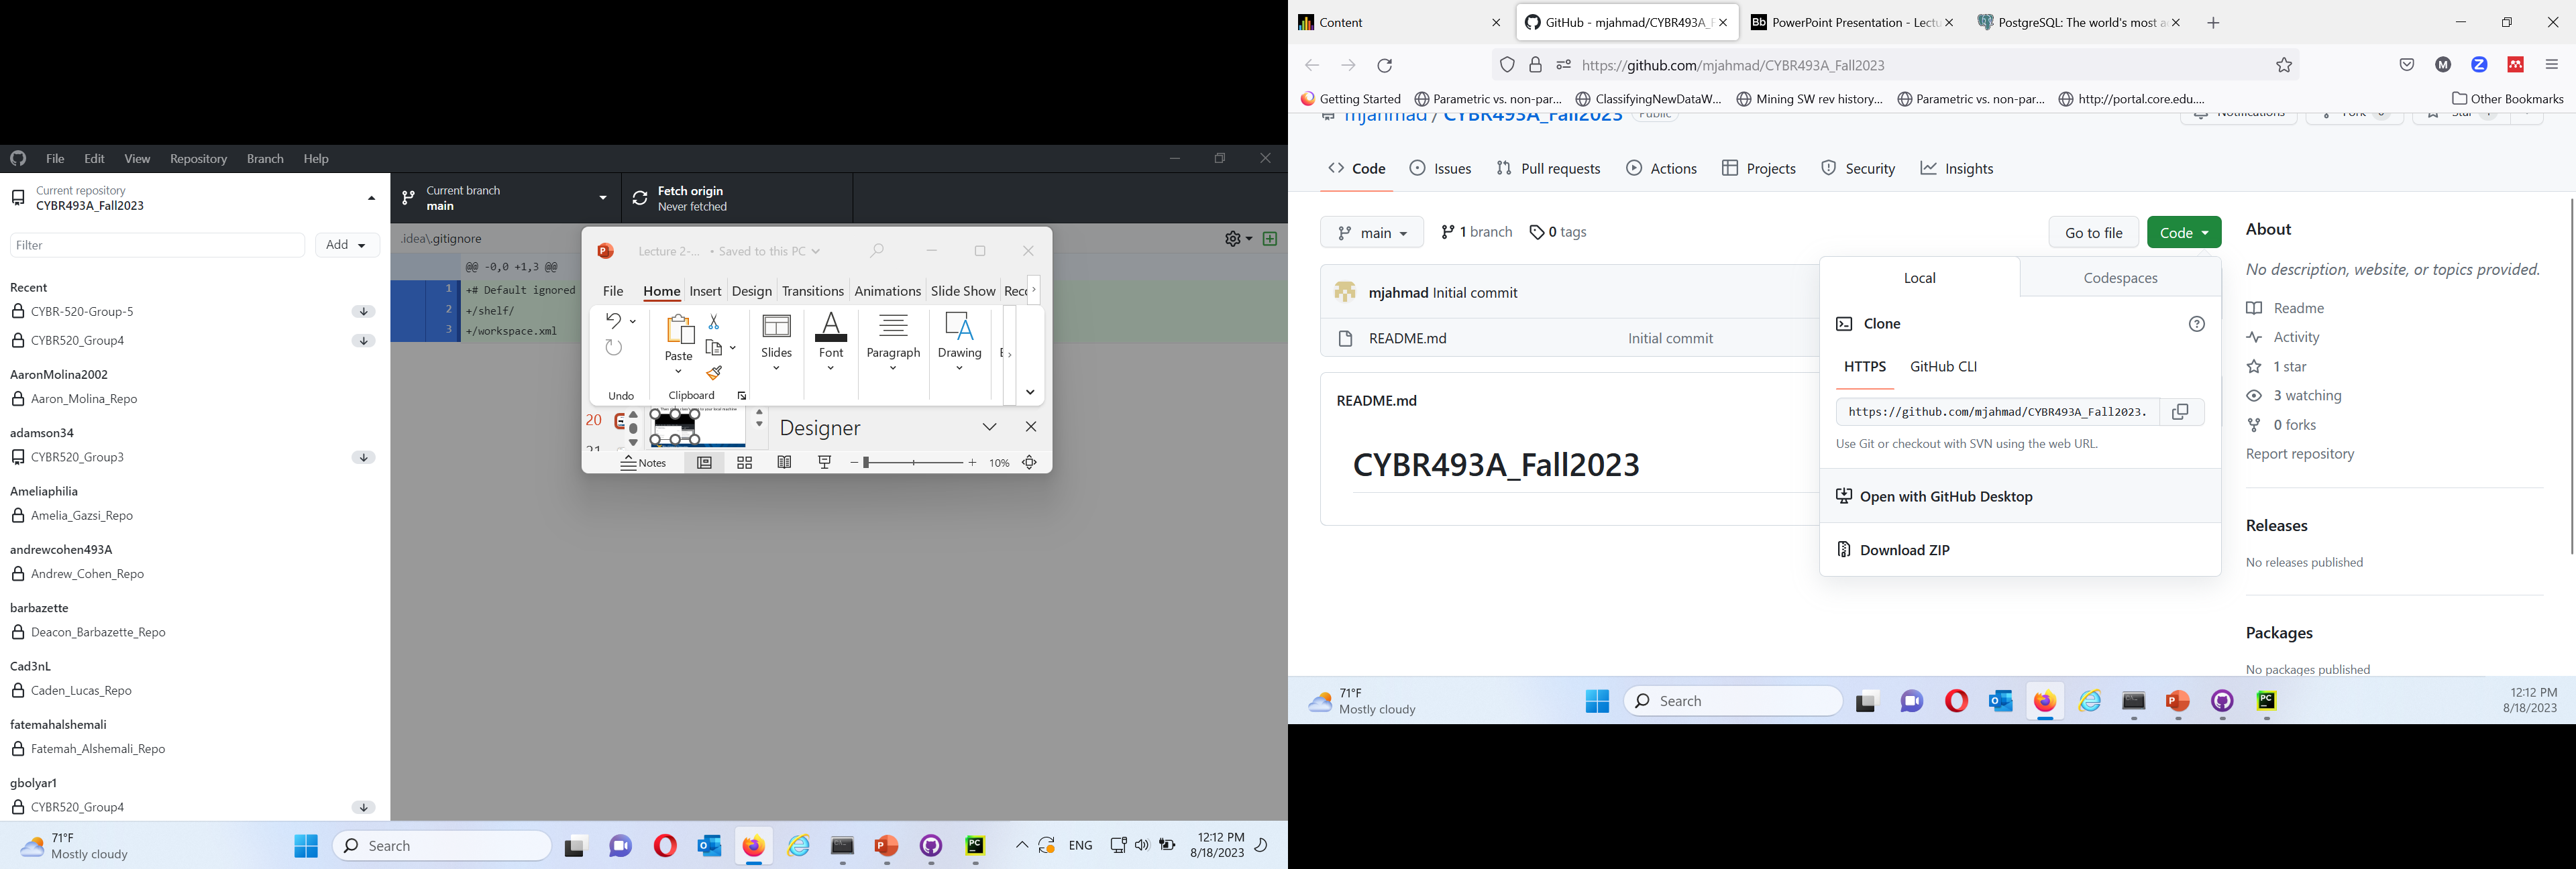 File Edit View Repository Branch Help
Current repository
CYBR493A_Fall2023
Current branch
main
Fetch origin
Never fetched
Filter
Add
Recent
CYBR-520-Group-5
CYBR520_Group4
AaronMolina2002
Aaron_Molina_Repo
adamson34
CYBR520_Group3
Ameliaphilia
Amelia_Gazsi_Repo
andrewcohen493A
Andrew_Cohen_Repo
barbazette
Deacon_Barbazette_Repo
Cad3nL
Caden_Lucas_Repo
fatemahalshemali
Fatemah_Alshemali_Repo
gbolyar1
CYBR520_Group4
.idea\.gitignore
@@ -0,0 +1,3 @@
1 +# Default ignored
2 +/shelf/
3 +/workspace.xml
Lecture 2-... • Saved to this PC
File Home Insert Design Transitions Animations Slide Show Rec
Paste
Slides
Font
Paragraph
Drawing
Undo
Clipboard
20
21
Designer
Notes
10%
71°F
Mostly cloudy
Search
ENG
12:12 PM
8/18/2023
Content
GitHub - mjahmad/CYBR493A_F
PowerPoint Presentation - Lectu
PostgreSQL: The world's most a
https://github.com/mjahmad/CYBR493A_Fall2023
Getting Started
Parametric vs. non-par...
ClassifyingNewDataW...
Mining SW rev history...
Parametric vs. non-par...
http://portal.core.edu....
Other Bookmarks
mjahmad / CYBR493A_Fall2023
Public
Notifications
Fork
Star
Code
Issues
Pull requests
Actions
Projects
Security
Insights
main
1 branch
0 tags
Go to file
Code
mjahmad Initial commit
README.md
Initial commit
README.md
CYBR493A_Fall2023
Local
Codespaces
Clone
HTTPS
GitHub CLI
https://github.com/mjahmad/CYBR493A_Fall2023.
Use Git or checkout with SVN using the web URL.
Open with GitHub Desktop
Download ZIP
About
No description, website, or topics provided.
Readme
Activity
1 star
3 watching
0 forks
Report repository
Releases
No releases published
Packages
No packages published
71°F
Mostly cloudy
Search
12:12 PM
8/18/2023